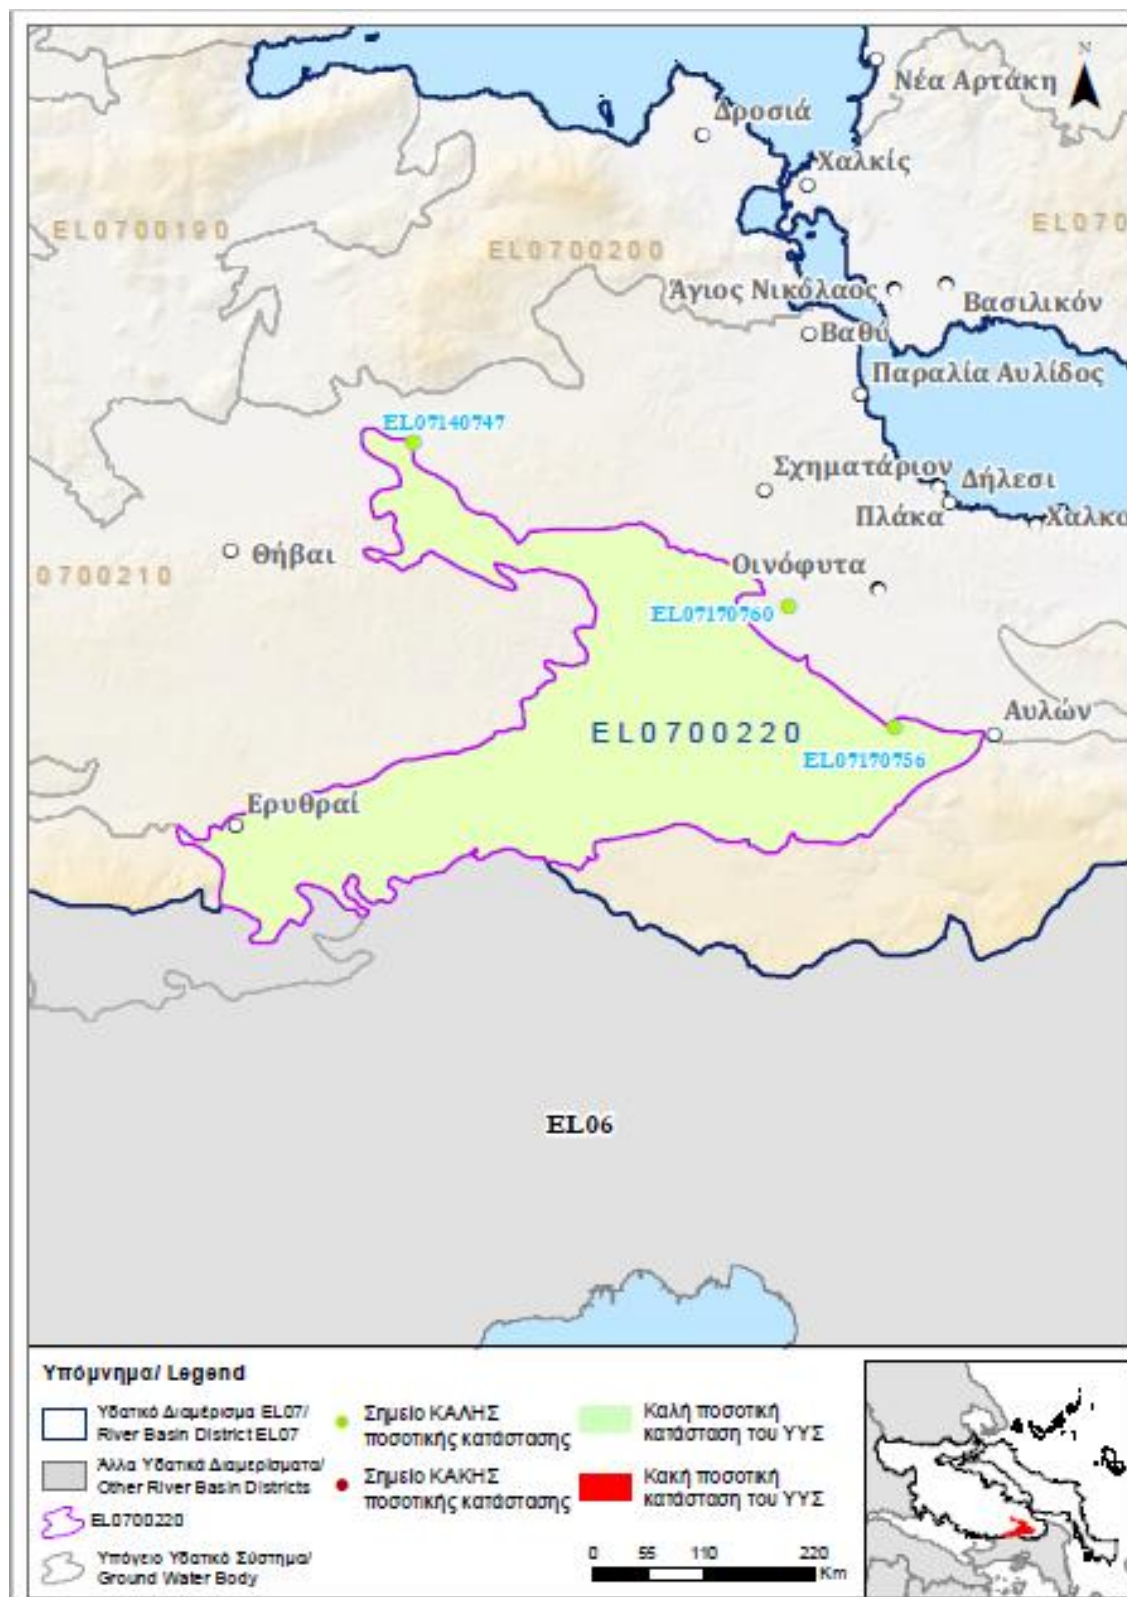 N
Νέα Αρτάκη
Δροσιά
Χαλκίς
EL0700190
EL0700200
EL070
Άγιος Νικόλαος
Βασιλικόν
Βαθύ
Παραλία Αυλίδος
EL07140747
Σχηματάριον
Δήλεσι
Πλάκα
Χαλκο
Θήβαι
Οινόφυτα
0700210
EL07170760
Αυλών
EL0700220
EL07170756
Ερυθραί
EL06
Υπόμνημα/ Legend
Υδατικό Διαμέρισμα EL07/
River Basin District EL07
Άλλα Υδατικά Διαμερίσματα/
Other River Basin Districts
EL0700220
Υπόγειο Υδατικό Σύστημα/
Ground Water Body
Σημείο ΚΑΛΗΣ
ποσοτικής κατάστασης
Σημείο ΚΑΚΗΣ
ποσοτικής κατάστασης
Καλή ποσοτική
κατάσταση του ΥΥΣ
Κακή ποσοτική
κατάσταση του ΥΥΣ
0 55 110 220
Km